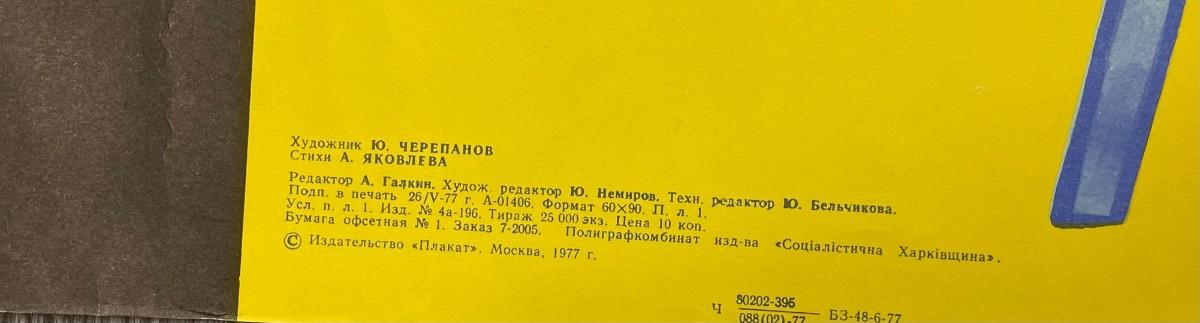 Художник Ю. ЧЕРЕПАНОВ
Стихи А. ЯКОВЛЕВА
Редактор А. Галкин. Худож. редактор Ю. Немиров. Техн. редактор Ю. Бельчикова.
Подп. в печать 26/V-77 г. А-01406. Формат 60×90. П. л. 1.
Усл. п. л. 1. Изд. № 4а-196. Тираж 25 000 экз. Цена 10 коп.
Бумага офсетная № 1. Заказ 7-2005. Полиграфкомбинат изд-ва «Соціалістична Харківщина».
© Издательство «Плакат». Москва, 1977 г.
Ч 80202-395
088(02)-77 БЗ-48-6-77